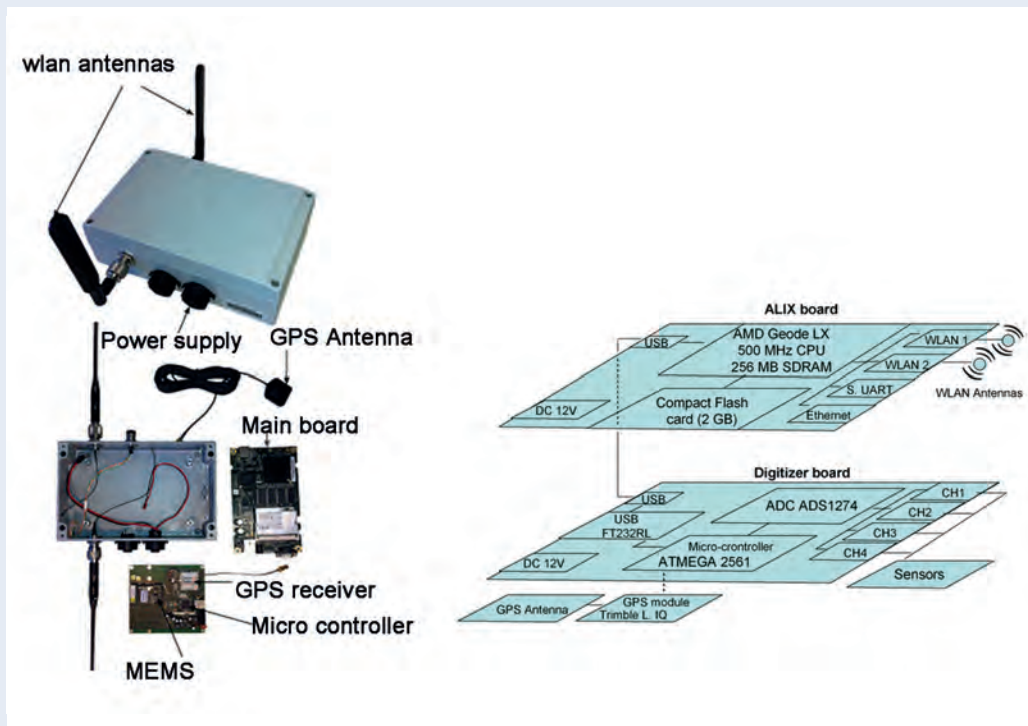 wlan antennas
Power supply
GPS Antenna
Main board
GPS receiver
Micro controller
MEMS
ALIX board
USB
AMD Geode LX
500 MHz CPU
256 MB SDRAM
WLAN 1
WLAN 2
S. UART
Ethernet
WLAN Antennas
DC 12V
Compact Flash
card (2 GB)
Digitizer board
USB
ADC ADS1274
CH1
CH2
CH3
CH4
USB
FT232RL
Micro-crontroller
ATMEGA 2561
DC 12V
Sensors
GPS Antenna
GPS module
Trimble L. IQ